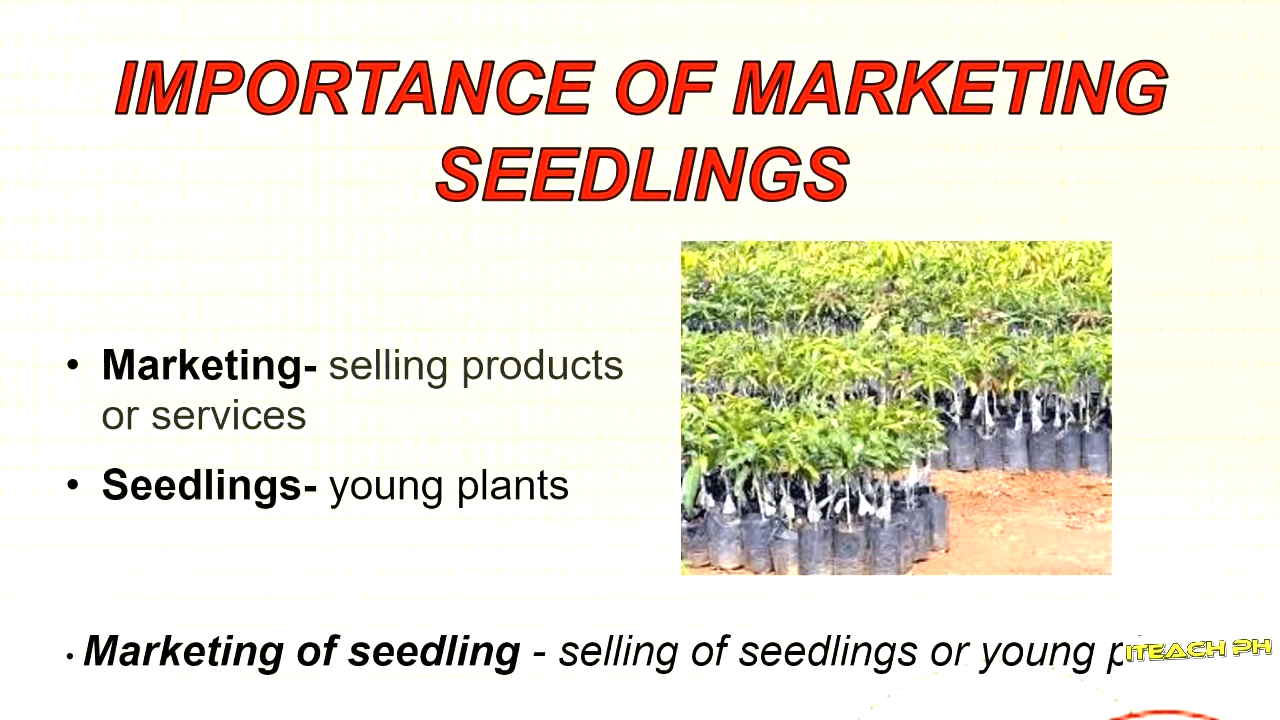 IMPORTANCE OF MARKETING
SEEDLINGS
• Marketing- selling products
or services
• Seedlings- young plants
• Marketing of seedling - selling of seedlings or young
ITEACH PH